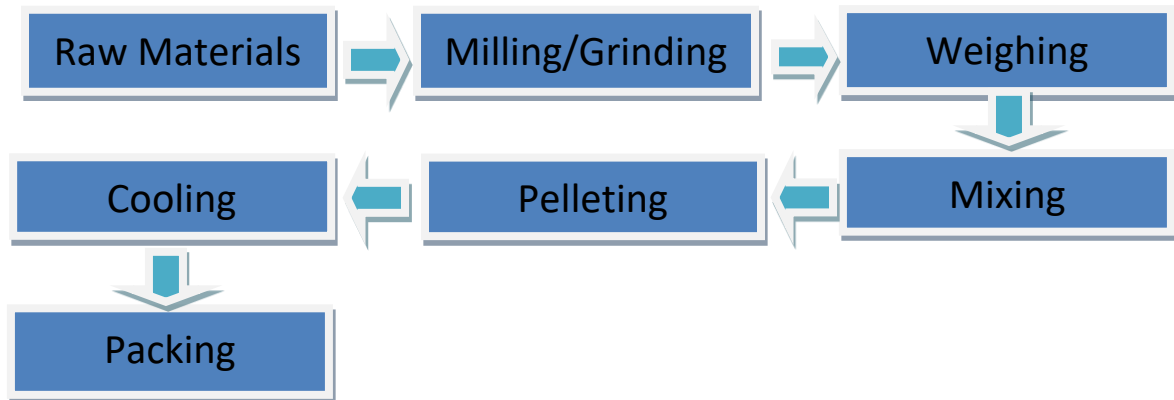 Raw Materials
Milling/Grinding
Weighing
Mixing
Pelleting
Cooling
Packing